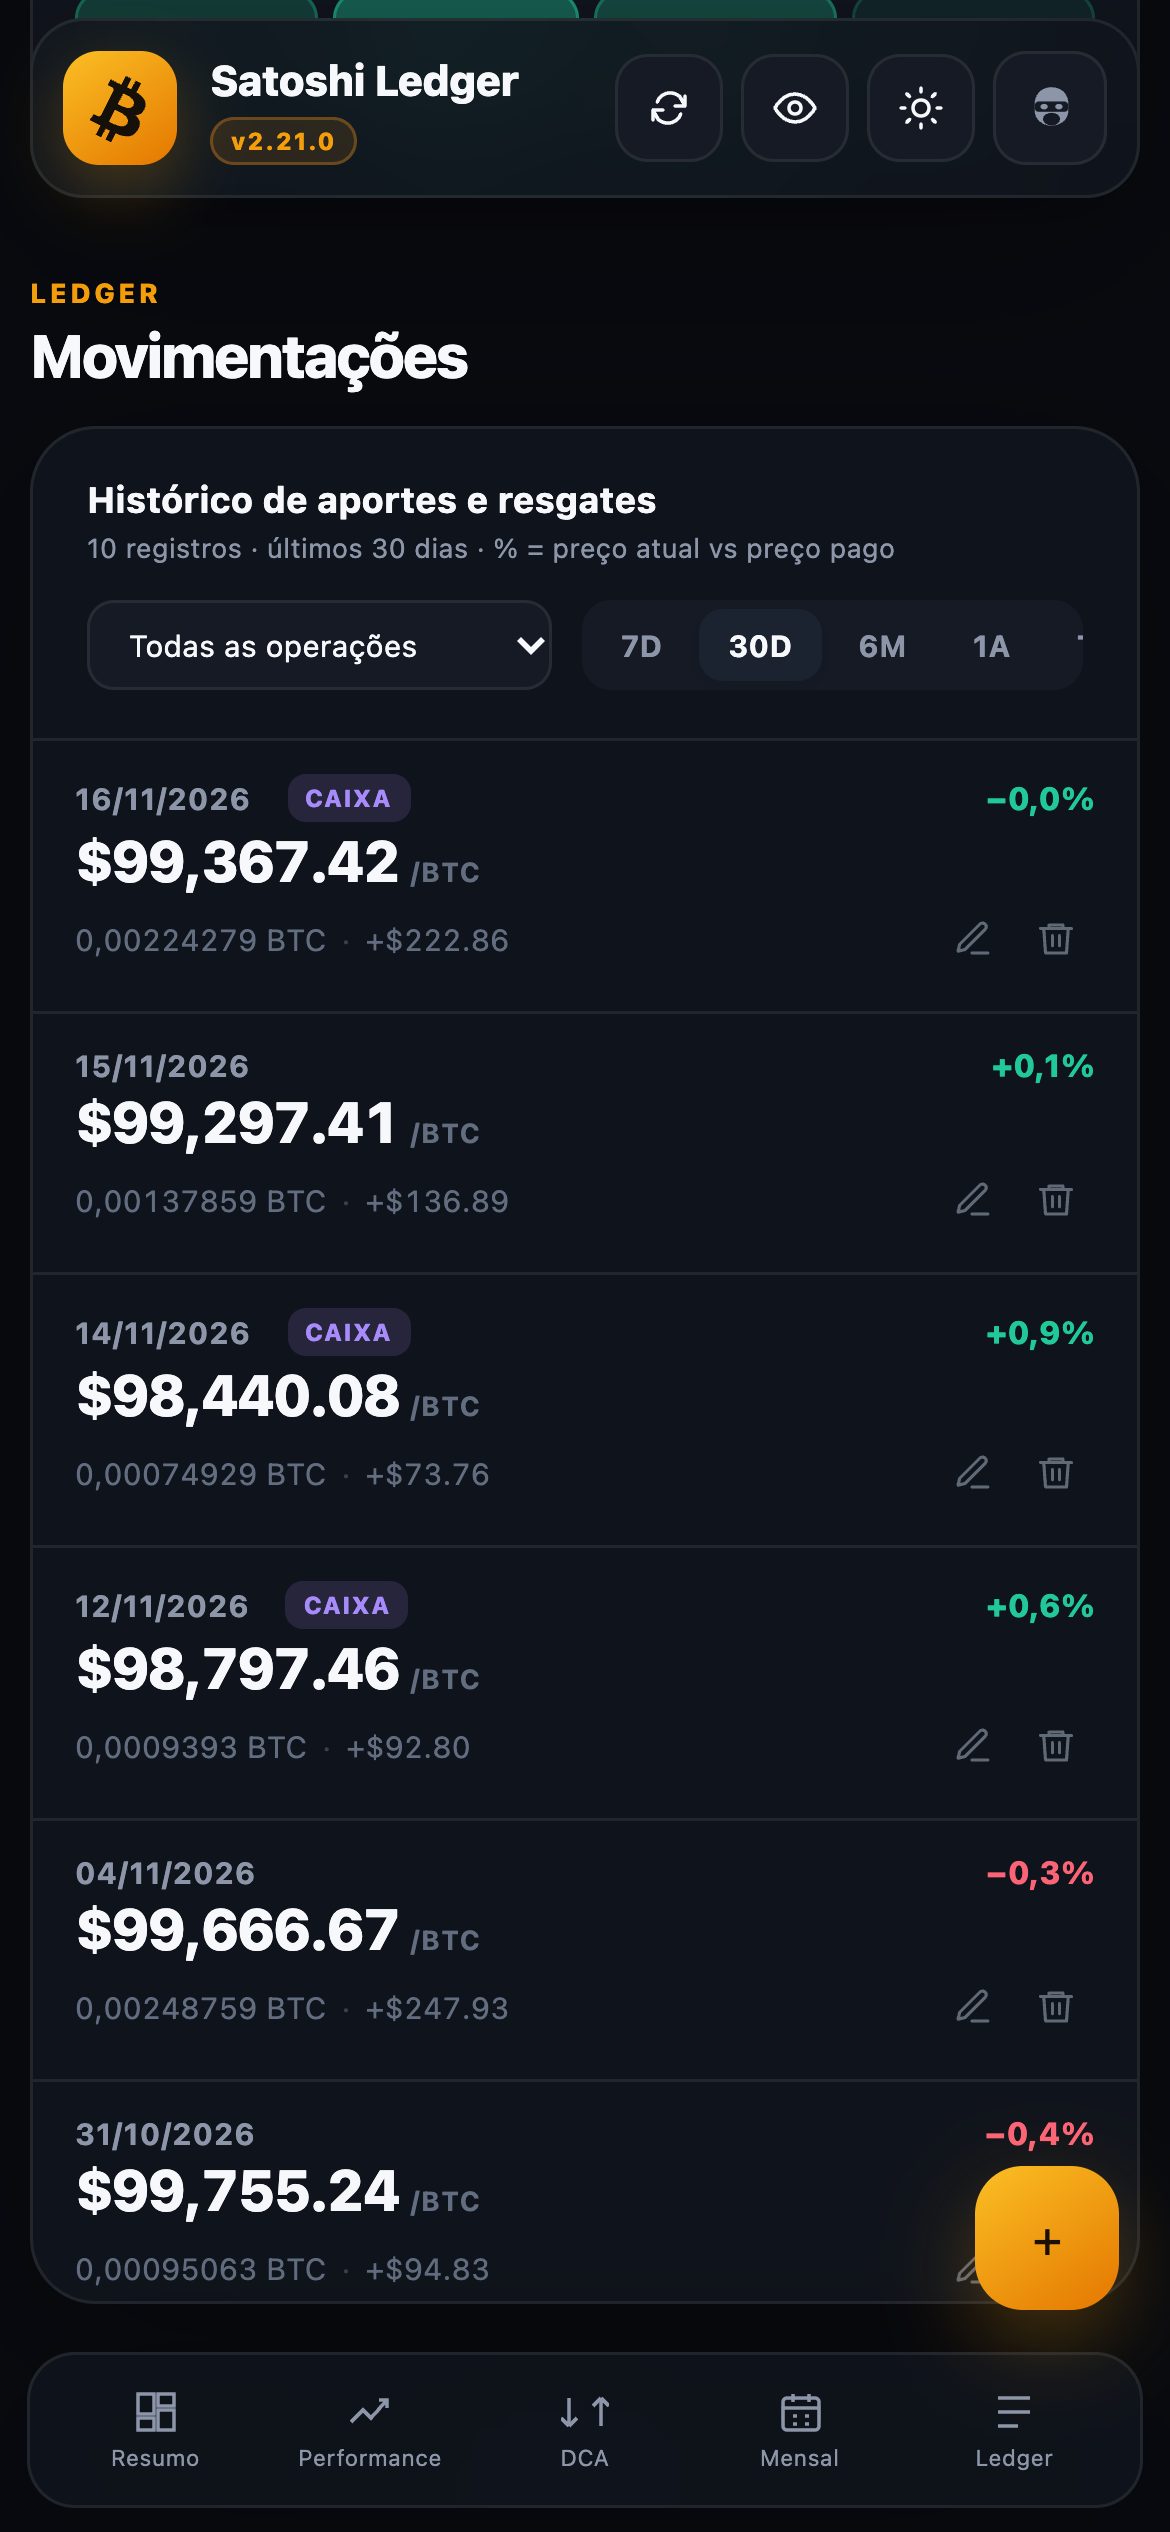 Satoshi Ledger
v2.21.0
LEDGER
Movimentações
Histórico de aportes e resgates
10 registros · últimos 30 dias · % = preço atual vs preço pago
Todas as operações
7D 30D 6M 1A
16/11/2026 CAIXA −0,0%
$99,367.42 /BTC
0,00224279 BTC · +$222.86
15/11/2026 +0,1%
$99,297.41 /BTC
0,00137859 BTC · +$136.89
14/11/2026 CAIXA +0,9%
$98,440.08 /BTC
0,00074929 BTC · +$73.76
12/11/2026 CAIXA +0,6%
$98,797.46 /BTC
0,0009393 BTC · +$92.80
04/11/2026 −0,3%
$99,666.67 /BTC
0,00248759 BTC · +$247.93
31/10/2026 −0,4%
$99,755.24 /BTC
0,00095063 BTC · +$94.83
+
Resumo Performance DCA Mensal Ledger